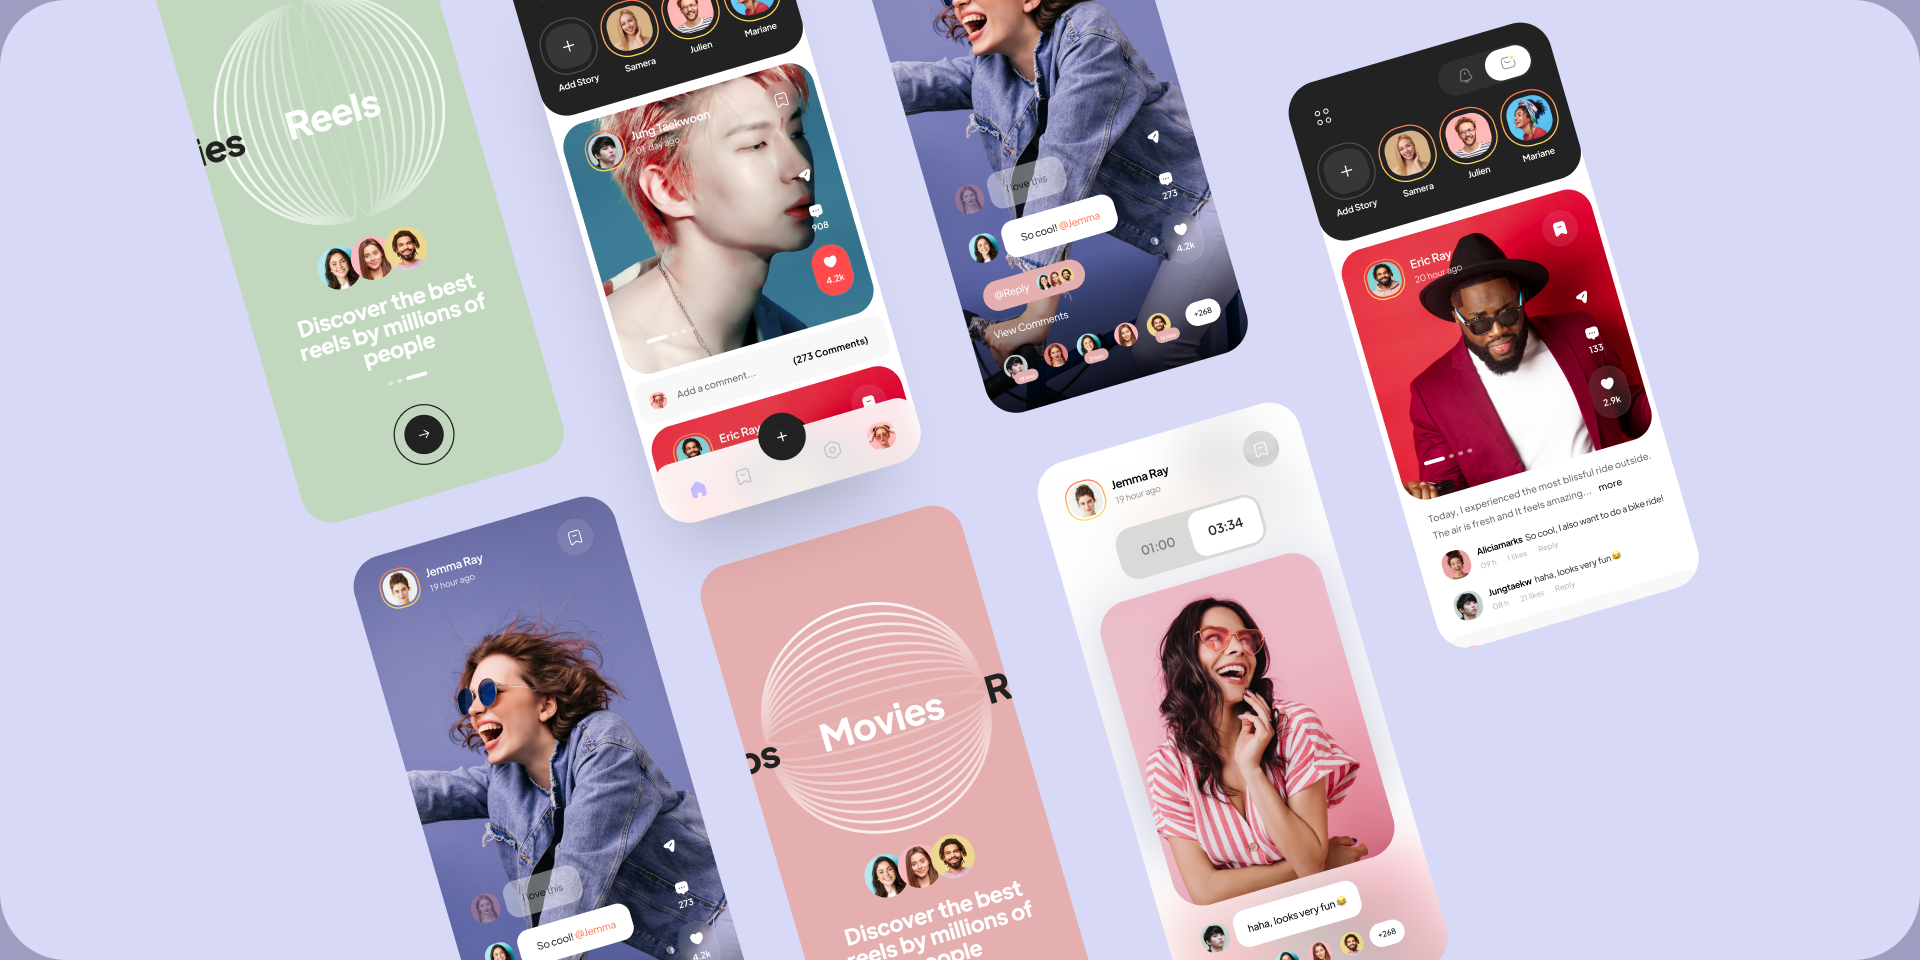 ies
Reels
Discover the best
reels by millions of
people
Add Story
Samera
Julien
Mariane
Jung Taekwoon
01 day ago
908
4.2k
Add a comment...
(273 Comments)
Eric Ray
I love this
So cool! @Jemma
@Reply
View Comments
273
4.2k
+268
Add Story
Samera
Julien
Mariane
Eric Ray
20 hour ago
133
2.9k
Today, I experienced the most blissful ride outside.
The air is fresh and It feels amazing... more
Aliciamarks So cool, I also want to do a bike ride!
09 h 1 likes Reply
Jungtaekw haha, looks very fun 😂
08 h 21 likes Reply
Jemma Ray
19 hour ago
I love this
So cool! @Jemma
273
4.2k
os
Movies
R
Discover the best
reels by millions of
people
Jemma Ray
19 hour ago
01:00
03:34
haha, looks very fun 😂
+268